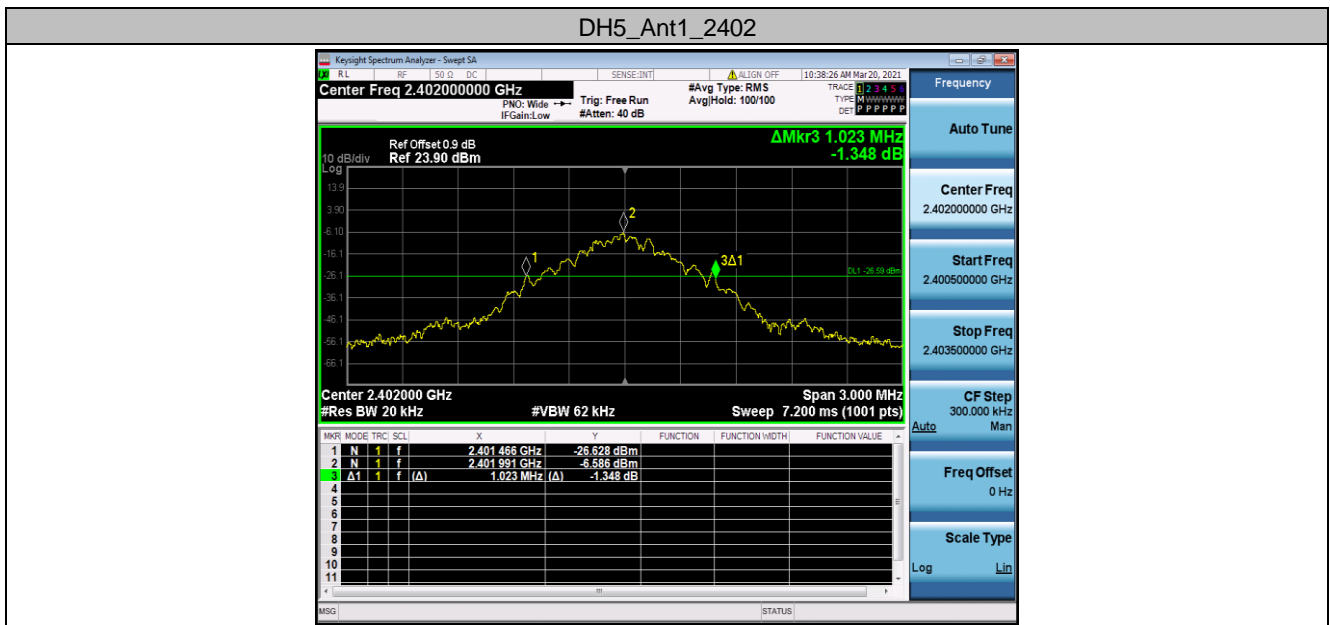 DH5_Ant1_2402
Keysight Spectrum Analyzer - Swept SA
RL RF 50 Ω DC SENSE:INT ALIGN OFF 10:38:26 AM Mar 20, 2021
Center Freq 2.402000000 GHz
PNO: Wide
IFGain:Low
Trig: Free Run
#Atten: 40 dB
#Avg Type: RMS
Avg|Hold: 100/100
TRACE 1 2 3 4 5 6
TYPE M W W W W W
DET P P P P P P
ΔMkr3 1.023 MHz
-1.348 dB
Ref Offset 0.9 dB
10 dB/div Ref 23.90 dBm
Log
13.9
3.90
-6.10
-16.1
-26.1
-36.1
-46.1
-56.1
-66.1
1
2
3Δ1
DL1 -26.59 dBm
Center 2.402000 GHz Span 3.000 MHz
#Res BW 20 kHz #VBW 62 kHz Sweep 7.200 ms (1001 pts)
MKR MODE TRC SCL X Y FUNCTION FUNCTION WIDTH FUNCTION VALUE
1 N 1 f 2.401 466 GHz -26.628 dBm
2 N 1 f 2.401 991 GHz -6.586 dBm
3 Δ1 1 f (Δ) 1.023 MHz (Δ) -1.348 dB
4
5
6
7
8
9
10
11
MSG STATUS
Frequency
Auto Tune
Center Freq
2.402000000 GHz
Start Freq
2.400500000 GHz
Stop Freq
2.403500000 GHz
CF Step
300.000 kHz
Auto Man
Freq Offset
0 Hz
Scale Type
Log Lin